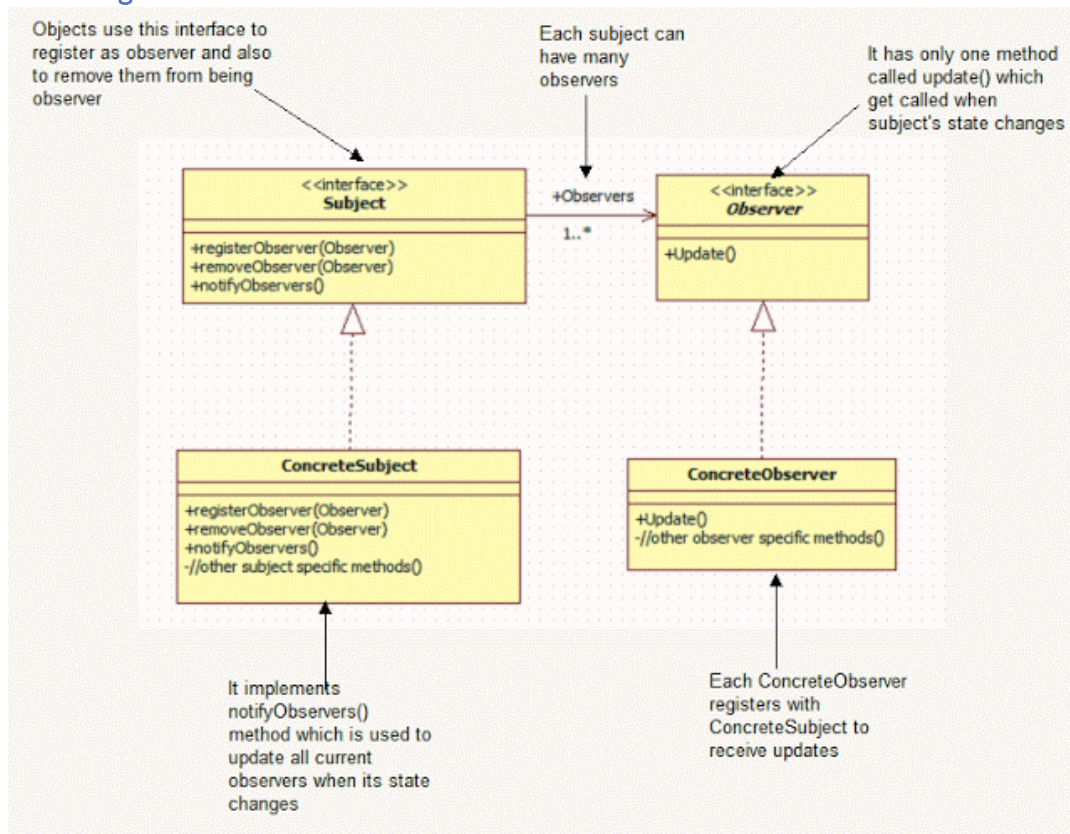 Objects use this interface to
register as observer and also
to remove them from being
observer
Each subject can
have many
observers
It has only one method
called update() which
get called when
subject's state changes
<<interface>>
Subject
+registerObserver(Observer)
+removeObserver(Observer)
+notifyObservers()
+Observers
1..*
<<interface>>
Observer
+Update()
ConcreteSubject
+registerObserver(Observer)
+removeObserver(Observer)
+notifyObservers()
-//other subject specific methods()
ConcreteObserver
+Update()
-//other observer specific methods()
It implements
notifyObservers()
method which is used to
update all current
observers when its state
changes
Each ConcreteObserver
registers with
ConcreteSubject to
receive updates